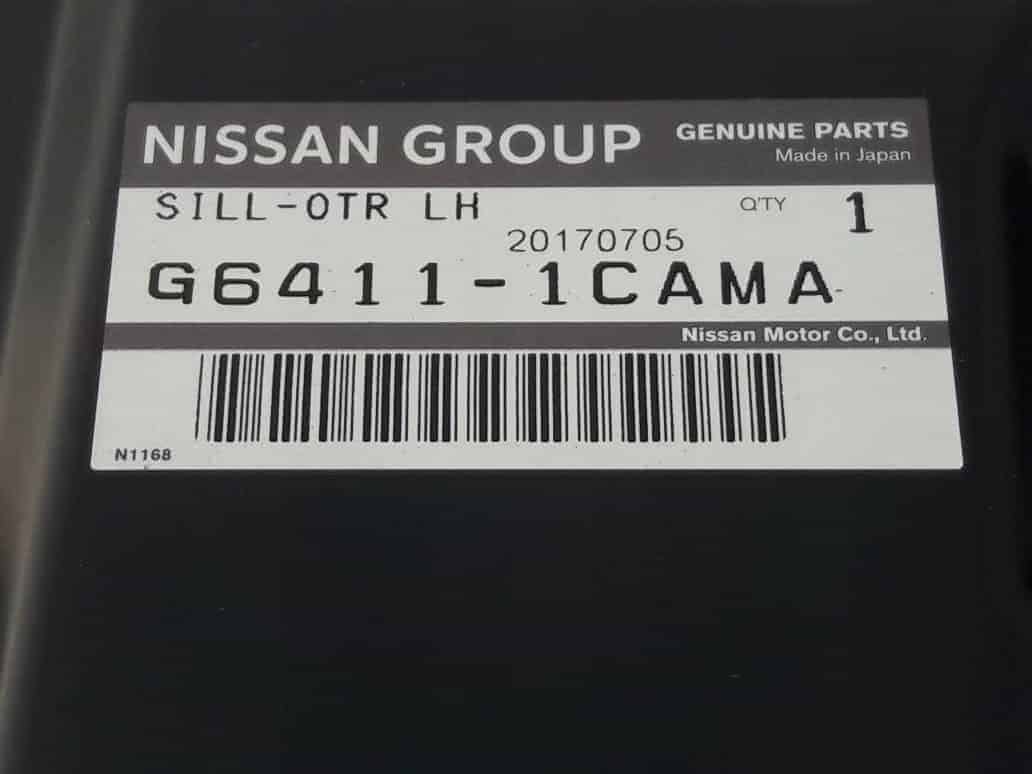 NISSAN GROUP GENUINE PARTS
Made in Japan
SILL-OTR LH Q'TY 1
20170705
G6411-1CAMA
Nissan Motor Co., Ltd.
N1168